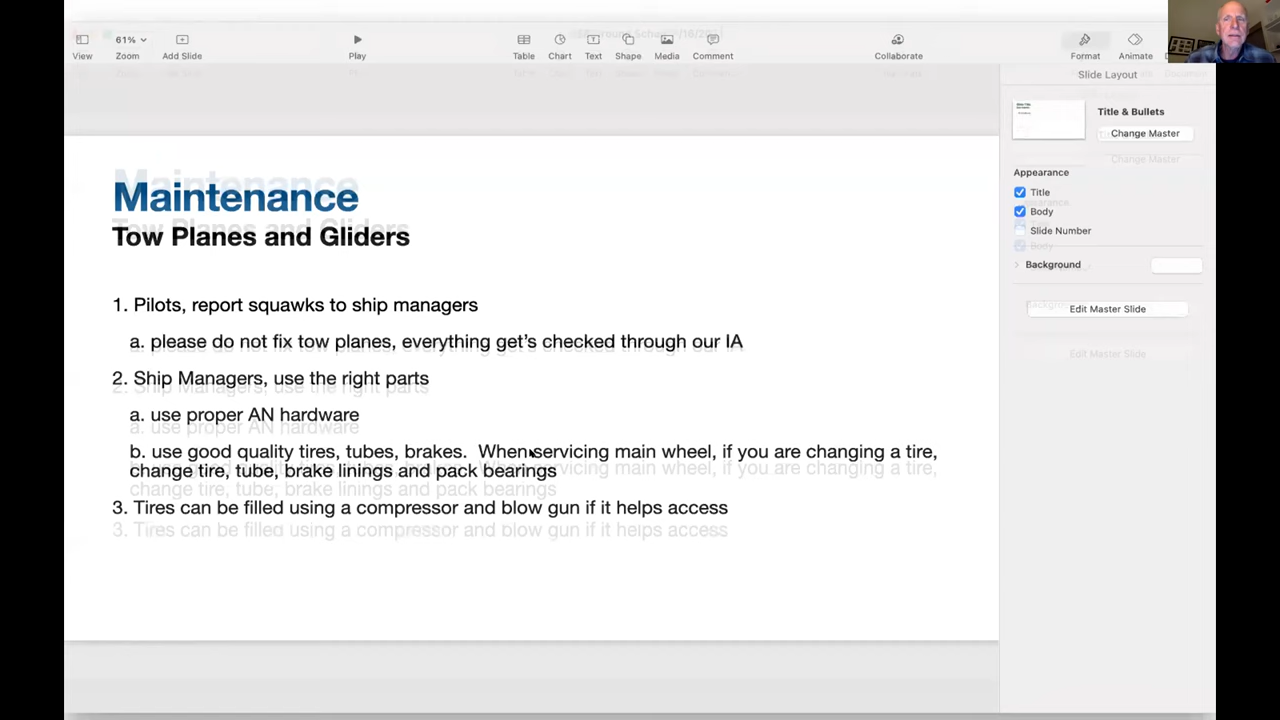 61%
View
Zoom
Add Slide
Play
Table
Chart
Text
Shape
Media
Comment
Collaborate
Format
Animate
Slide Layout
Title & Bullets
Change Master
Appearance
Title
Body
Slide Number
Background
Edit Master Slide
Maintenance
Tow Planes and Gliders
1. Pilots, report squawks to ship managers
a. please do not fix tow planes, everything get's checked through our IA
2. Ship Managers, use the right parts
a. use proper AN hardware
b. use good quality tires, tubes, brakes. When servicing main wheel, if you are changing a tire,
change tire, tube, brake linings and pack bearings
3. Tires can be filled using a compressor and blow gun if it helps access